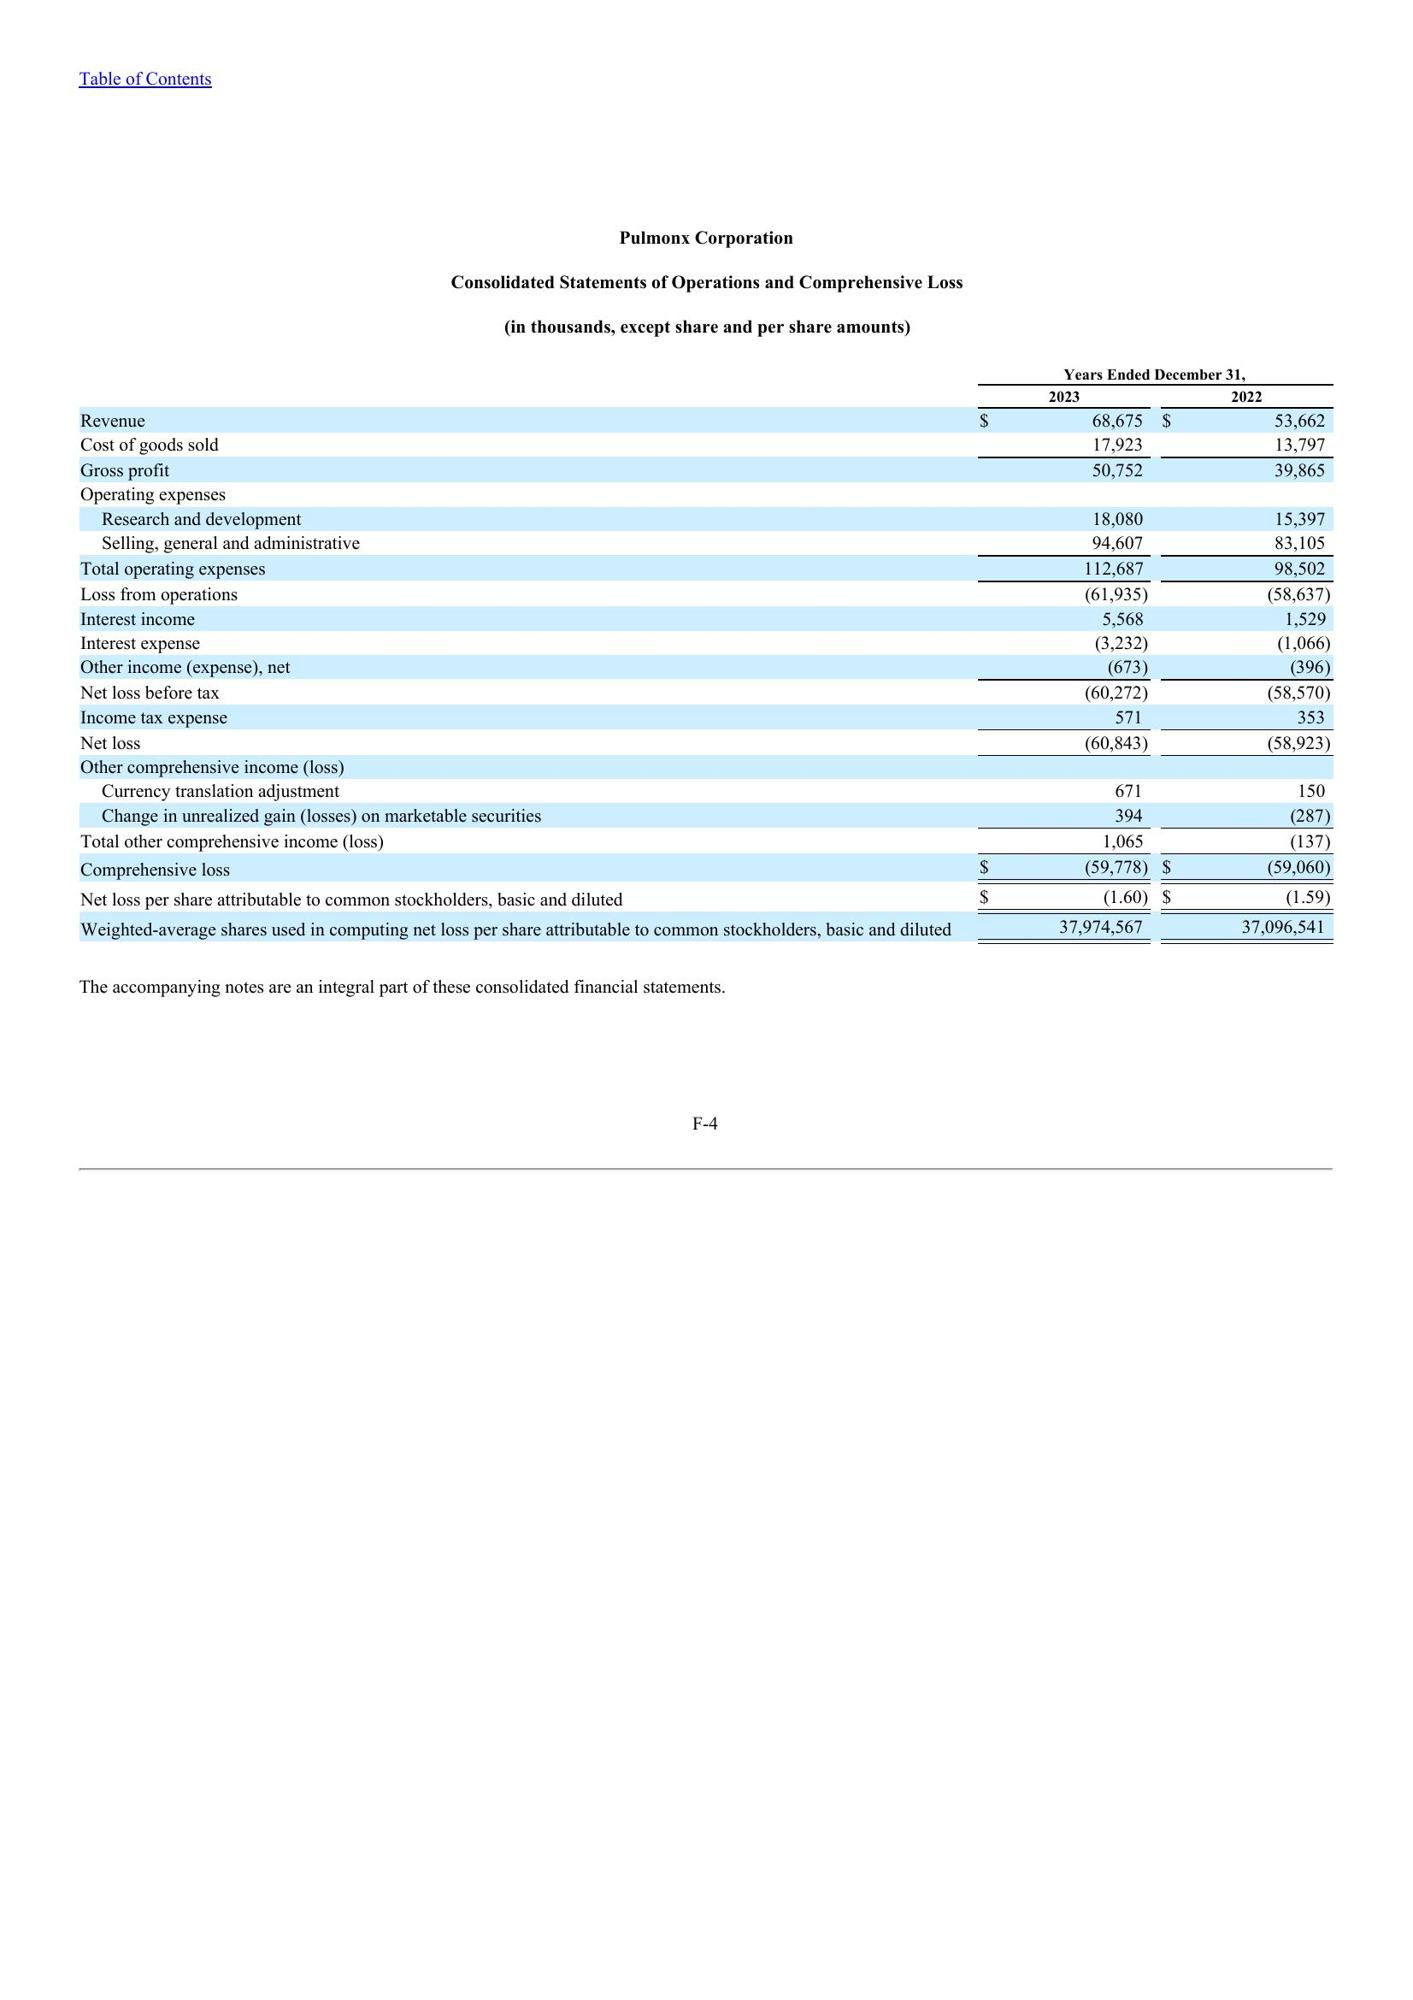 Table of Contents
Pulmonx Corporation
Consolidated Statements of Operations and Comprehensive Loss
(in thousands, except share and per share amounts)
Years Ended December 31,
2023 2022
Revenue $ 68,675 $ 53,662
Cost of goods sold 17,923 13,797
Gross profit 50,752 39,865
Operating expenses
Research and development 18,080 15,397
Selling, general and administrative 94,607 83,105
Total operating expenses 112,687 98,502
Loss from operations (61,935) (58,637)
Interest income 5,568 1,529
Interest expense (3,232) (1,066)
Other income (expense), net (673) (396)
Net loss before tax (60,272) (58,570)
Income tax expense 571 353
Net loss (60,843) (58,923)
Other comprehensive income (loss)
Currency translation adjustment 671 150
Change in unrealized gain (losses) on marketable securities 394 (287)
Total other comprehensive income (loss) 1,065 (137)
Comprehensive loss $ (59,778) $ (59,060)
Net loss per share attributable to common stockholders, basic and diluted $ (1.60) $ (1.59)
Weighted-average shares used in computing net loss per share attributable to common stockholders, basic and diluted 37,974,567 37,096,541
The accompanying notes are an integral part of these consolidated financial statements.
F-4